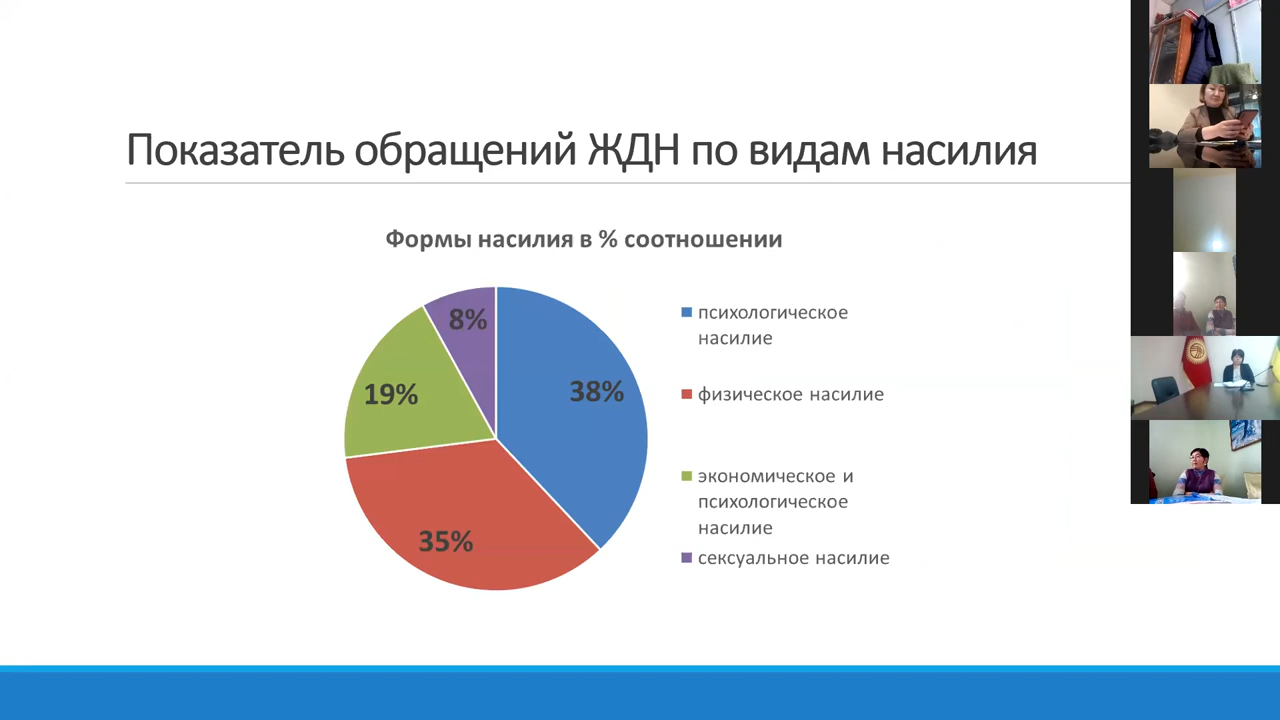 Показатель обращений ЖДН по видам насилия
Формы насилия в % соотношении
8%
38%
19%
35%
психологическое
насилие
физическое насилие
экономическое и
психологическое
насилие
сексуальное насилие